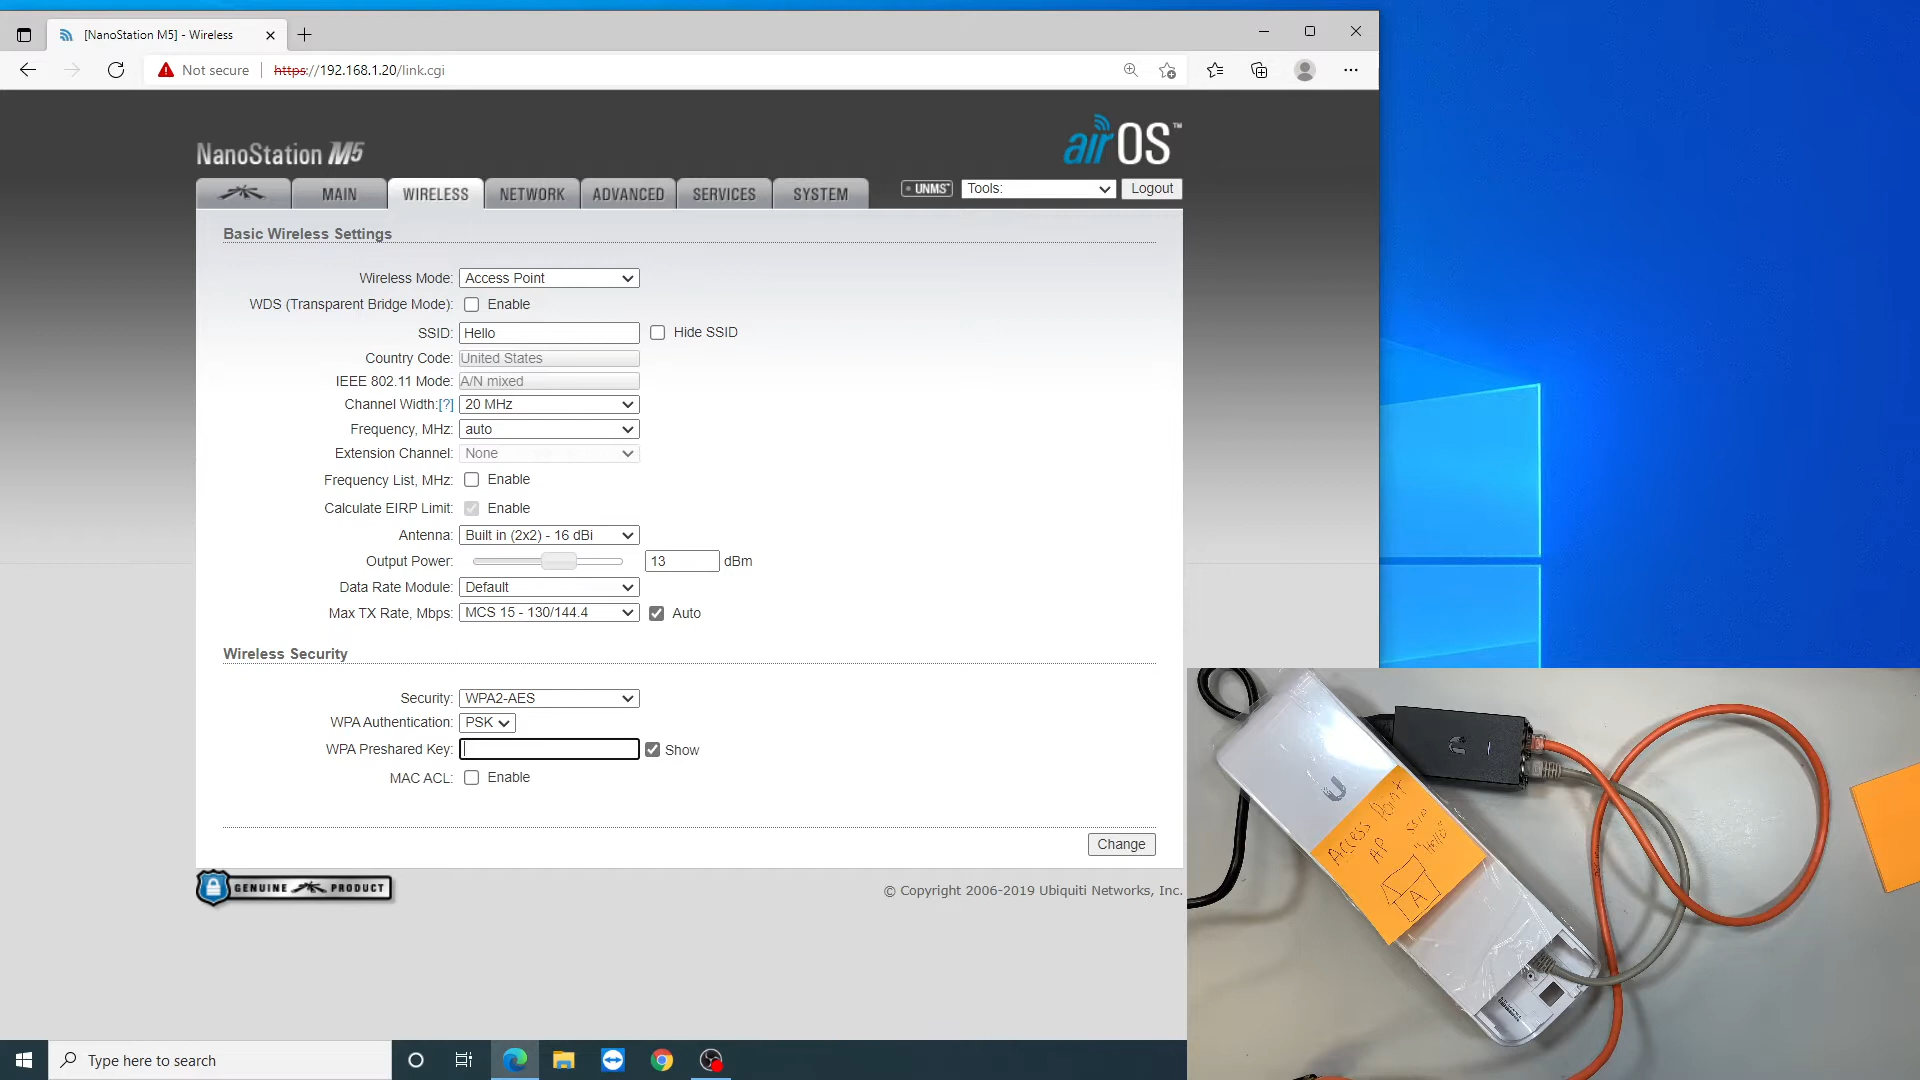 [NanoStation M5] - Wireless
Not secure
https://192.168.1.20/link.cgi
NanoStation M5
airOS™
MAIN
WIRELESS
NETWORK
ADVANCED
SERVICES
SYSTEM
UNMS™
Tools:
Logout
Basic Wireless Settings
Wireless Mode: Access Point
WDS (Transparent Bridge Mode): Enable
SSID: Hello Hide SSID
Country Code: United States
IEEE 802.11 Mode: A/N mixed
Channel Width:[?] 20 MHz
Frequency, MHz: auto
Extension Channel: None
Frequency List, MHz: Enable
Calculate EIRP Limit: Enable
Antenna: Built in (2x2) - 16 dBi
Output Power: 13 dBm
Data Rate Module: Default
Max TX Rate, Mbps: MCS 15 - 130/144.4 Auto
Wireless Security
Security: WPA2-AES
WPA Authentication: PSK
WPA Preshared Key: Show
MAC ACL: Enable
Change
GENUINE PRODUCT
© Copyright 2006-2019 Ubiquiti Networks, Inc.
Access Point
AP
SSID
"Hello"
A
Type here to search